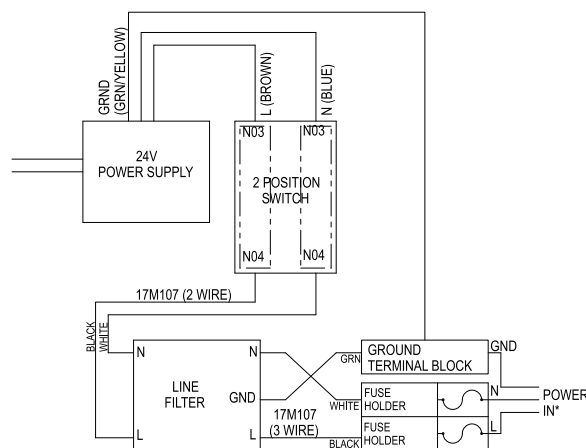 GRND
(GRN/YELLOW)
L (BROWN)
N (BLUE)
24V
POWER SUPPLY
N03
N03
2 POSITION
SWITCH
N04
N04
17M107 (2 WIRE)
BLACK
WHITE
N
N
GRN
GROUND
TERMINAL BLOCK
GND
LINE
FILTER
GND
17M107
(3 WIRE)
WHITE
FUSE
HOLDER
N
POWER
IN*
L
L
BLACK
FUSE
HOLDER
L